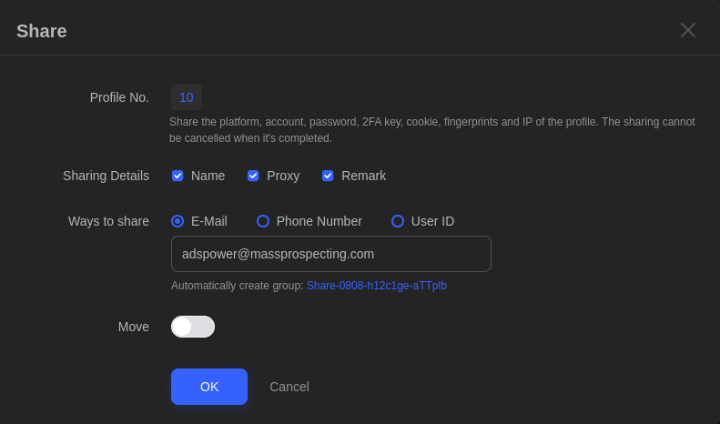 Share
Profile No. 10
Share the platform, account, password, 2FA key, cookie, fingerprints and IP of the profile. The sharing cannot
be cancelled when it's completed.
Sharing Details Name Proxy Remark
Ways to share E-Mail Phone Number User ID
adspower@massprospecting.com
Automatically create group: Share-0808-h12c1ge-aTTplb
Move
OK Cancel